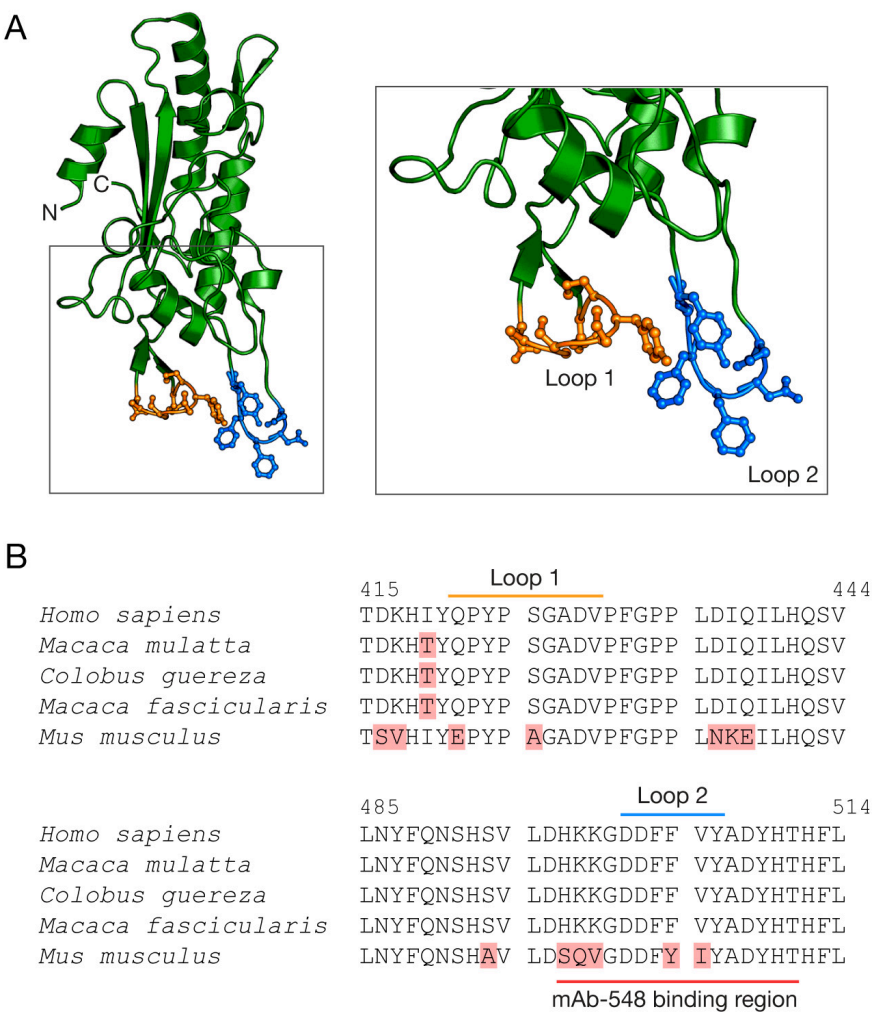 A
N
C
Loop 1
Loop 2
B
Loop 1
415 444
Homo sapiens TDKHIYQPYP SGADVPFGPP LDIQILHQSV
Macaca mulatta TDKHTYQPYP SGADVPFGPP LDIQILHQSV
Colobus guereza TDKHTYQPYP SGADVPFGPP LDIQILHQSV
Macaca fascicularis TDKHTYQPYP SGADVPFGPP LDIQILHQSV
Mus musculus TSVHIYEPYP AGADVPFGPP LNKEILHQSV
Loop 2
485 514
Homo sapiens LNYFQNSHSV LDHKKGDDFF VYADYHTHFL
Macaca mulatta LNYFQNSHSV LDHKKGDDFF VYADYHTHFL
Colobus guereza LNYFQNSHSV LDHKKGDDFF VYADYHTHFL
Macaca fascicularis LNYFQNSHSV LDHKKGDDFF VYADYHTHFL
Mus musculus LNYFQNSHAV LDSQVGDDFY IYADYHTHFL
mAb-548 binding region